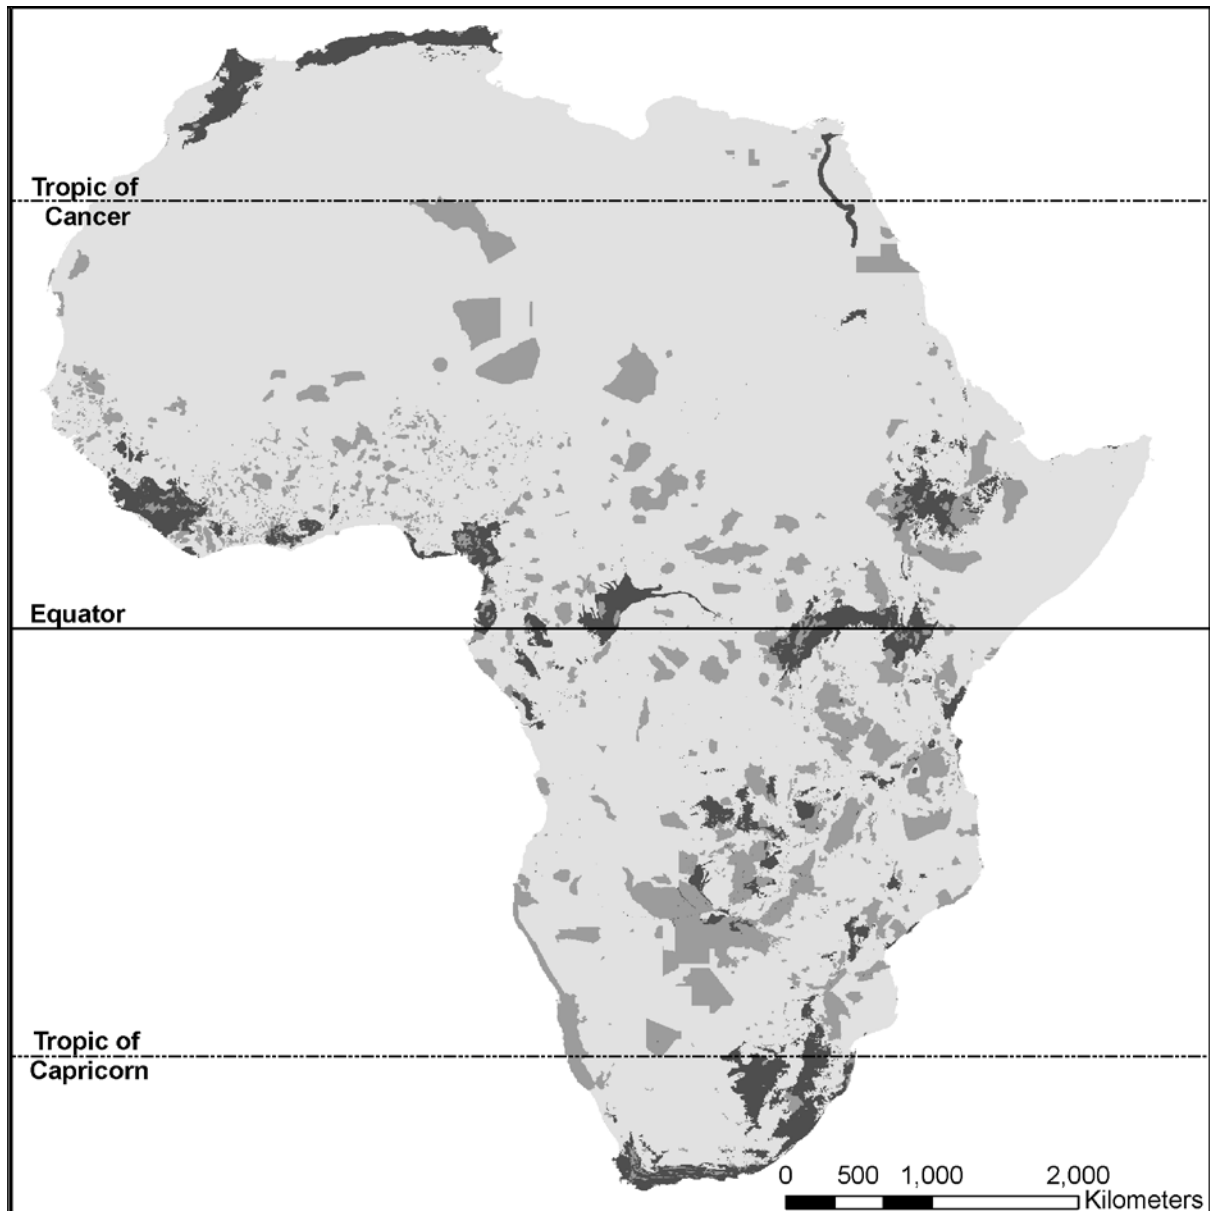 Tropic of
Cancer
Equator
Tropic of
Capricorn
0 500 1,000 2,000
Kilometers